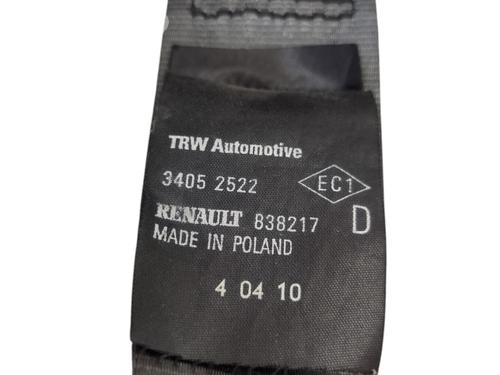 TRW Automotive
3405 2522 EC1
RENAULT 838217 D
MADE IN POLAND
4 04 10